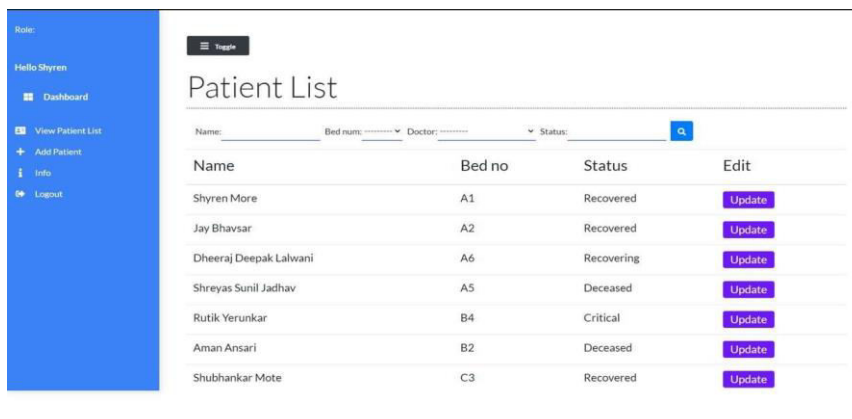 Role:
Hello Shyren
Dashboard
View Patient List
Add Patient
Info
Logout
Toggle
Patient List
Name: Bed num: --------- Doctor: --------- Status:
Name Bed no Status Edit
Shyren More A1 Recovered Update
Jay Bhavsar A2 Recovered Update
Dheeraj Deepak Lalwani A6 Recovering Update
Shreyas Sunil Jadhav A5 Deceased Update
Rutik Yerunkar B4 Critical Update
Aman Ansari B2 Deceased Update
Shubhankar Mote C3 Recovered Update